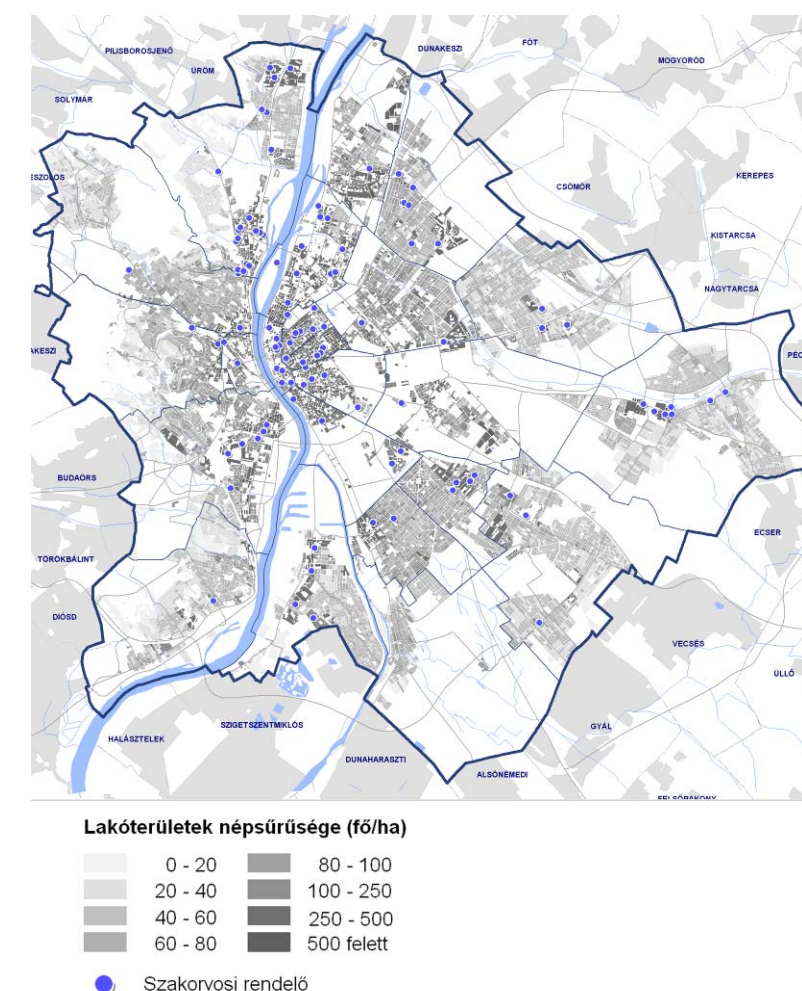 PILISBOROSJENŐ
ÜRÖM
DUNAKESZI
FÓT
MOGYORÓD
SOLYMÁR
CSÖMÖR
KEREPES
KISTARCSA
NAGYTARCSA
BUDAÖRS
ECSER
TÖRÖKBÁLINT
DIÓSD
VECSÉS
ÜLLŐ
HALÁSZTELEK
SZIGETSZENTMIKLÓS
GYÁL
DUNAHARASZTI
ALSÓNÉMEDI
Lakóterületek népsűrűsége (fő/ha)
0 - 20 80 - 100
20 - 40 100 - 250
40 - 60 250 - 500
60 - 80 500 felett
Szakorvosi rendelő